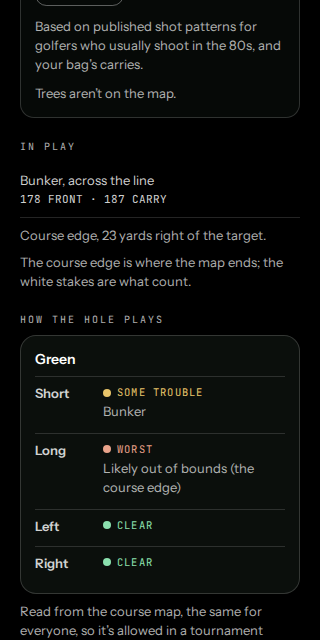 Based on published shot patterns for
golfers who usually shoot in the 80s, and
your bag's carries.
Trees aren't on the map.
IN PLAY
Bunker, across the line
178 FRONT · 187 CARRY
Course edge, 23 yards right of the target.
The course edge is where the map ends; the
white stakes are what count.
HOW THE HOLE PLAYS
Green
Short SOME TROUBLE
Bunker
Long WORST
Likely out of bounds (the
course edge)
Left CLEAR
Right CLEAR
Read from the course map, the same for
everyone, so it's allowed in a tournament